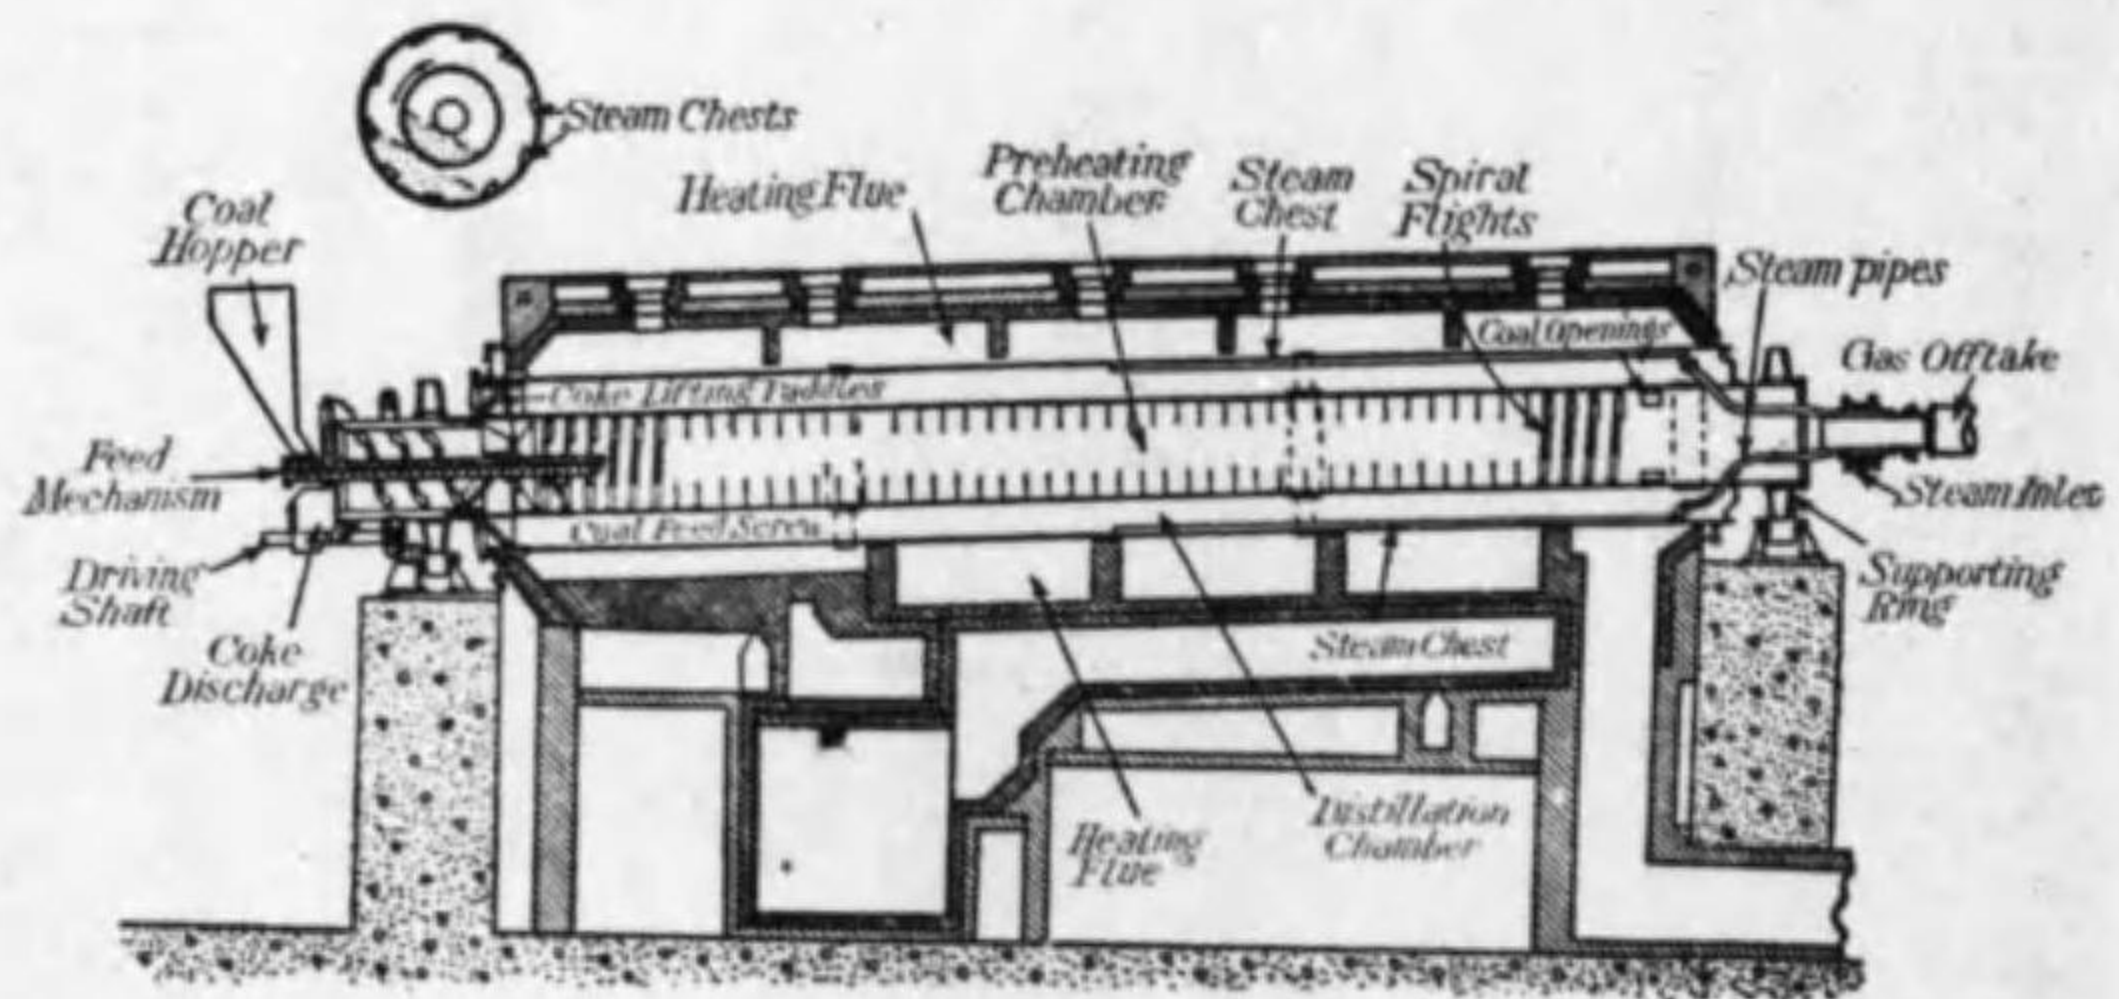 Steam Chests
Coal
Hopper
Heating Flue
Preheating
Chamber
Steam
Chest
Spiral
Flights
Steam pipes
Coal Openings
Gas Offtake
Coke Lifting Paddles
Feed
Mechanism
Steam Inlet
Coal Feed Screw
Driving
Shaft
Supporting
Ring
Coke
Discharge
Steam Chest
Heating
Flue
Distillation
Chamber